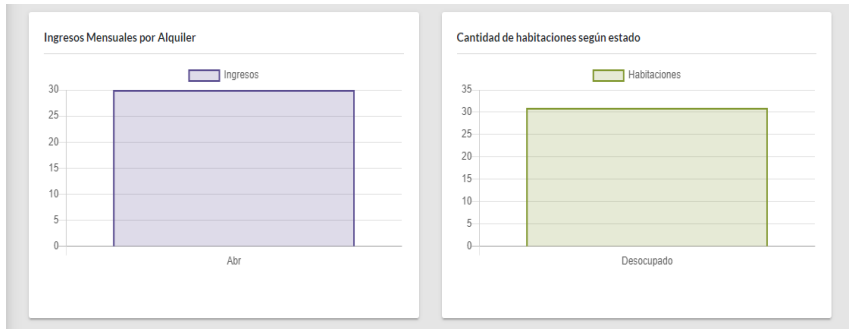 Ingresos Mensuales por Alquiler
Ingresos
30
25
20
15
10
5
0
Abr
Cantidad de habitaciones según estado
Habitaciones
35
30
25
20
15
10
5
0
Desocupado